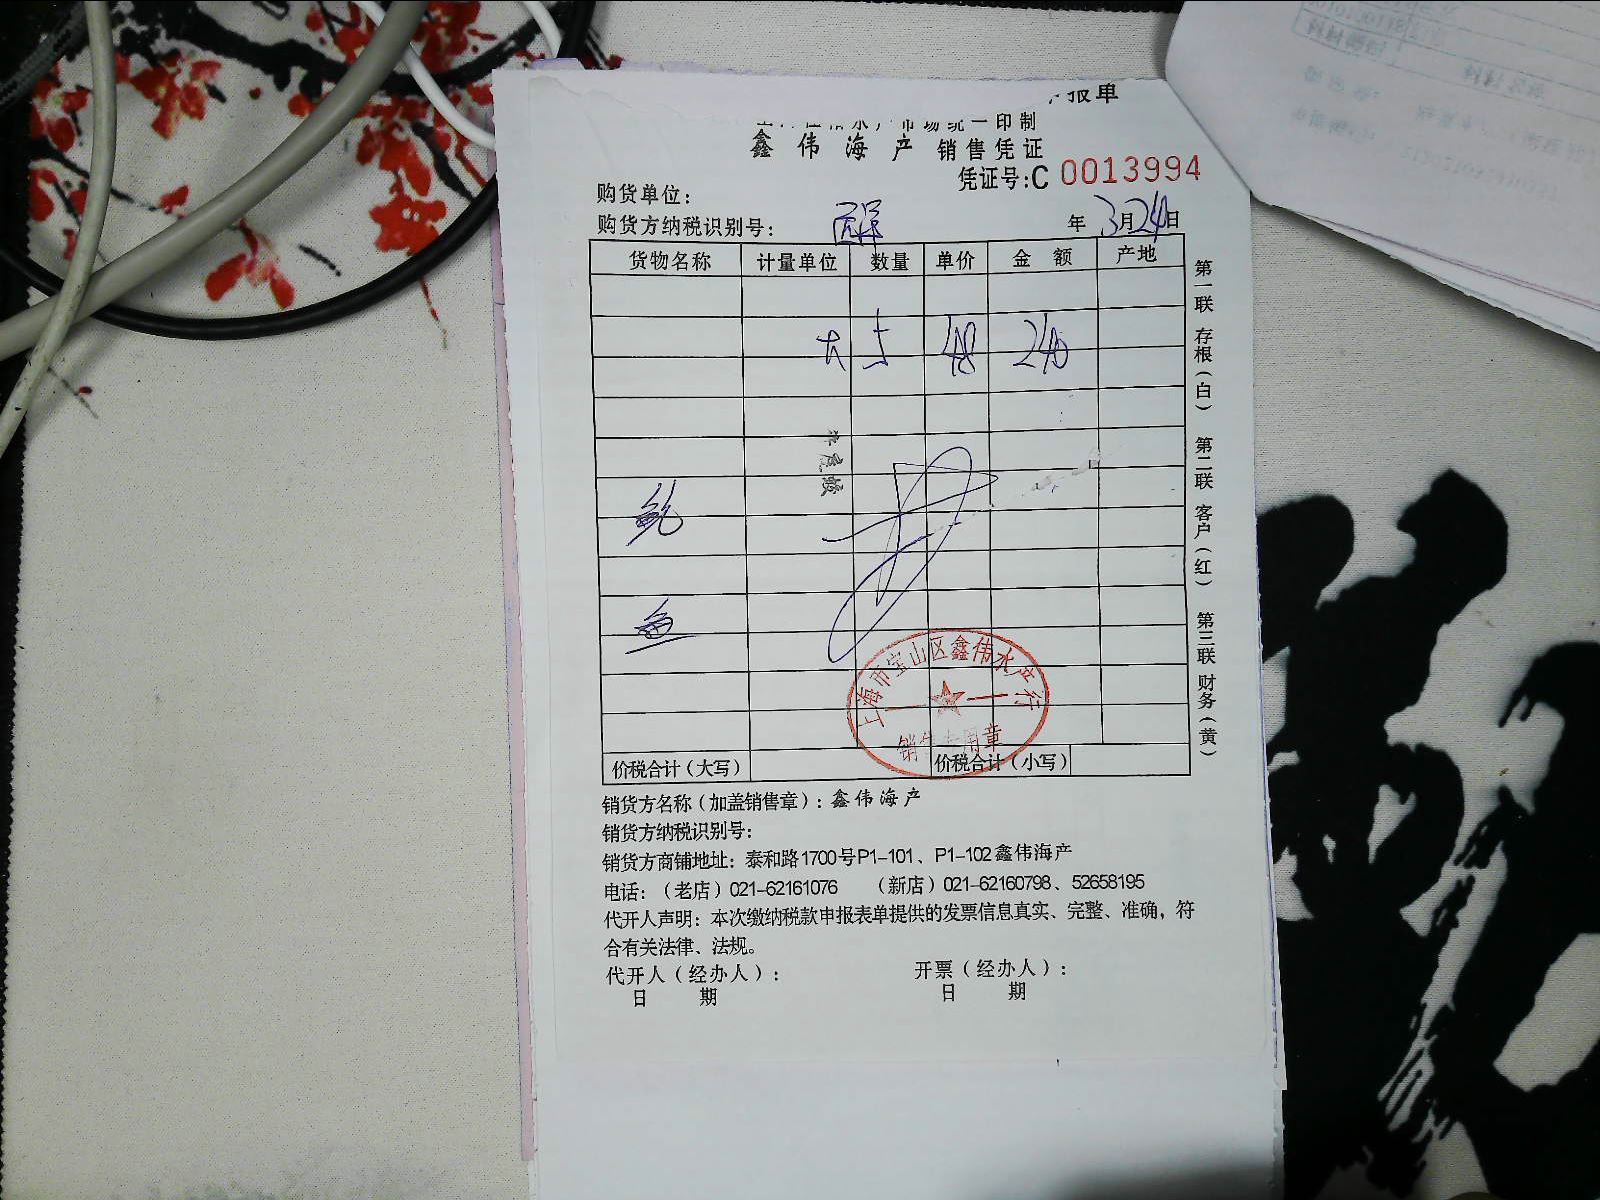 报单
市场统一印制
鑫伟海产 销售凭证
凭证号:C 0013994
购货单位:
购货方纳税识别号: 年 3月24日
货物名称 计量单位 数量 单价 金额 产地
48 240
鲍
鱼
上海市宝山区鑫伟水产行
销售专用章
价税合计(大写) 价税合计(小写)
第一联 存根(白) 第二联 客户(红) 第三联 财务(黄)
销货方名称(加盖销售章):鑫伟海产
销货方纳税识别号:
销货方商铺地址:泰和路1700号P1-101、P1-102鑫伟海产
电话:(老店)021-62161076 (新店)021-62160798、52658195
代开人声明:本次缴纳税款申报表单提供的发票信息真实、完整、准确,符
合有关法律、法规。
代开人(经办人): 开票(经办人):
日 期 日 期